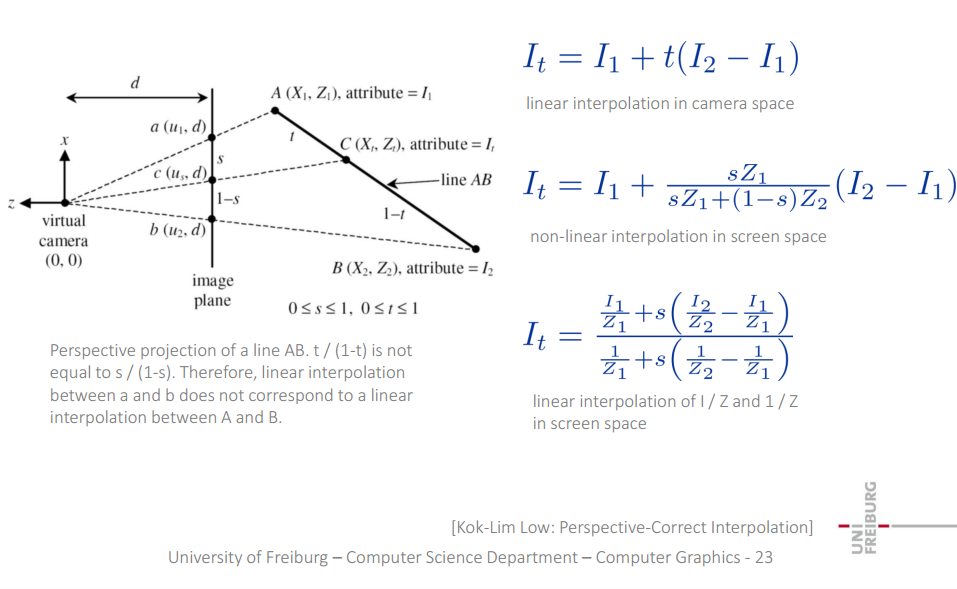 d
A (X₁, Z₁), attribute = I₁
a (u₁, d)
t
x
s
C (Xₜ, Zₜ), attribute = Iₜ
c (uₛ, d)
line AB
1–s
z
1–t
virtual
camera
(0, 0)
b (u₂, d)
B (X₂, Z₂), attribute = I₂
image
plane
0 ≤ s ≤ 1, 0 ≤ t ≤ 1
Perspective projection of a line AB. t / (1-t) is not
equal to s / (1-s). Therefore, linear interpolation
between a and b does not correspond to a linear
interpolation between A and B.
Iₜ = I₁ + t(I₂ − I₁)
linear interpolation in camera space
Iₜ = I₁ + sZ₁/(sZ₁+(1−s)Z₂) (I₂ − I₁)
non-linear interpolation in screen space
Iₜ = (I₁/Z₁ + s(I₂/Z₂ − I₁/Z₁)) / (1/Z₁ + s(1/Z₂ − 1/Z₁))
linear interpolation of I / Z and 1 / Z
in screen space
[Kok-Lim Low: Perspective-Correct Interpolation]
University of Freiburg – Computer Science Department – Computer Graphics - 23
UNI
FREIBURG